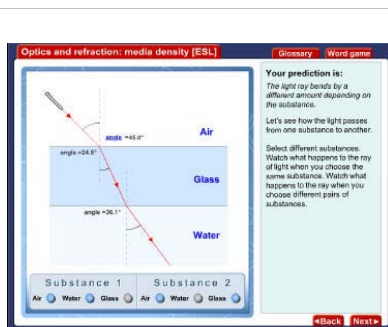 Optics and refraction: media density [ESL]
Glossary
Word game
angle =45.0°
Air
angle =24.8°
Glass
angle =36.1°
Water
Substance 1
Substance 2
Air Water Glass
Air Water Glass
Your prediction is:
The light ray bends by a
different amount depending on
the substance.
Let's see how the light passes
from one substance to another.
Select different substances.
Watch what happens to the ray
of light when you choose the
same substance. Watch what
happens to the ray when you
choose different pairs of
substances.
Back
Next